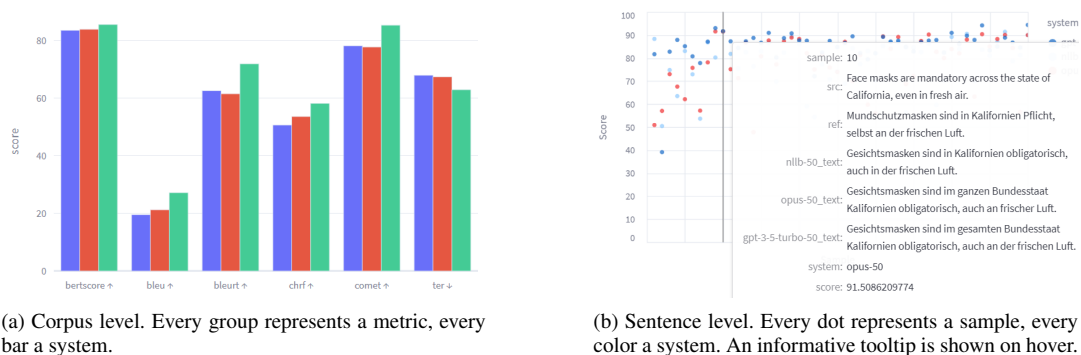 80
60
40
20
0
score
bertscore ↑
bleu ↑
bleurt ↑
chrf ↑
comet ↑
ter ↓
(a) Corpus level. Every group represents a metric, every
bar a system.
100
90
80
70
60
50
40
30
20
10
0
Score
system
sample: 10
src: Face masks are mandatory across the state of
California, even in fresh air.
ref: Mundschutzmasken sind in Kalifornien Pflicht,
selbst an der frischen Luft.
nllb-50_text: Gesichtsmasken sind in Kalifornien obligatorisch,
auch in der frischen Luft.
opus-50_text: Gesichtsmasken sind im ganzen Bundesstaat
Kalifornien obligatorisch, auch an frischer Luft.
gpt-3-5-turbo-50_text: Gesichtsmasken sind im gesamten Bundesstaat
Kalifornien obligatorisch, auch an der frischen Luft.
system: opus-50
score: 91.5086209774
(b) Sentence level. Every dot represents a sample, every
color a system. An informative tooltip is shown on hover.